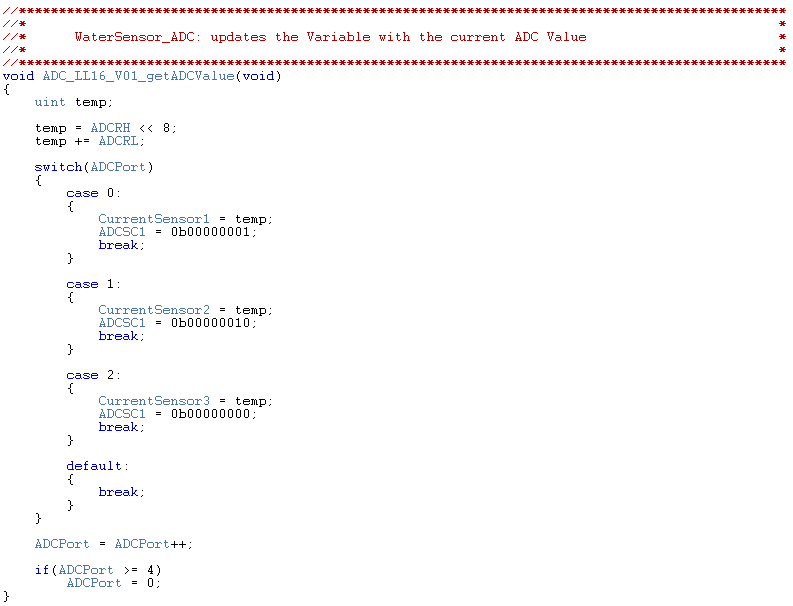 //************************************************************************************************
//*                                                                                              *
//*      WaterSensor_ADC: updates the Variable with the current ADC Value                        *
//*                                                                                              *
//************************************************************************************************
void ADC_LL16_V01_getADCValue(void)
{
    uint temp;

    temp = ADCRH << 8;
    temp += ADCRL;

    switch(ADCPort)
    {
        case 0:
        {
            CurrentSensor1 = temp;
            ADCSC1 = 0b00000001;
            break;
        }

        case 1:
        {
            CurrentSensor2 = temp;
            ADCSC1 = 0b00000010;
            break;
        }

        case 2:
        {
            CurrentSensor3 = temp;
            ADCSC1 = 0b00000000;
            break;
        }

        default:
        {
            break;
        }
    }

    ADCPort = ADCPort++;

    if(ADCPort >= 4)
        ADCPort = 0;
}